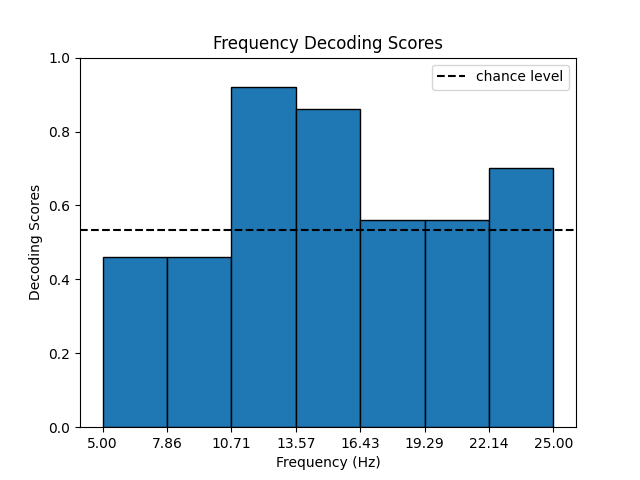 Frequency Decoding Scores
chance level
1.0
0.8
0.6
0.4
0.2
0.0
Decoding Scores
5.00 7.86 10.71 13.57 16.43 19.29 22.14 25.00
Frequency (Hz)